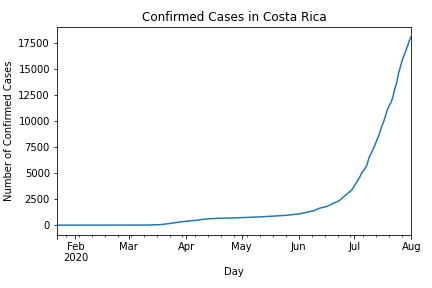 Confirmed Cases in Costa Rica
Number of Confirmed Cases
17500
15000
12500
10000
7500
5000
2500
0
Feb Mar Apr May Jun Jul Aug
2020
Day